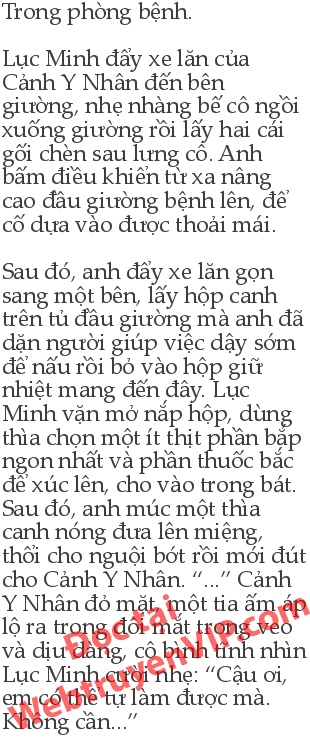 Trong phòng bệnh.
Lục Minh đẩy xe lăn của
Cảnh Y Nhân đến bên
giường, nhẹ nhàng bế cô ngồi
xuống giường rồi lấy hai cái
gối chèn sau lưng cô. Anh
bấm điều khiển từ xa nâng
cao đầu giường bệnh lên, để
cố dựa vào được thoải mái.
Sau đó, anh đẩy xe lăn gọn
sang một bên, lấy hộp canh
trên tủ đầu giường mà anh đã
dặn người giúp việc dậy sớm
để nấu rồi bỏ vào hộp giữ
nhiệt mang đến đây. Lục
Minh vặn mở nắp hộp, dùng
thìa chọn một ít thịt phần bắp
ngon nhất và phần thuốc bắc
để xúc lên, cho vào trong bát.
Sau đó, anh múc một thìa
canh nóng đưa lên miệng,
thổi cho nguội bớt rồi mới đút
cho Cảnh Y Nhân. “...” Cảnh
Y Nhân đỏ mặt, một tia ấm áp
lộ ra trong đôi mắt trong veo
và dịu dàng, cô bình tĩnh nhìn
Lục Minh cười nhẹ: “Cậu ơi,
em có thể tự làm được mà.
Không cần...”
Đọc tại
Webtruyenvip.com